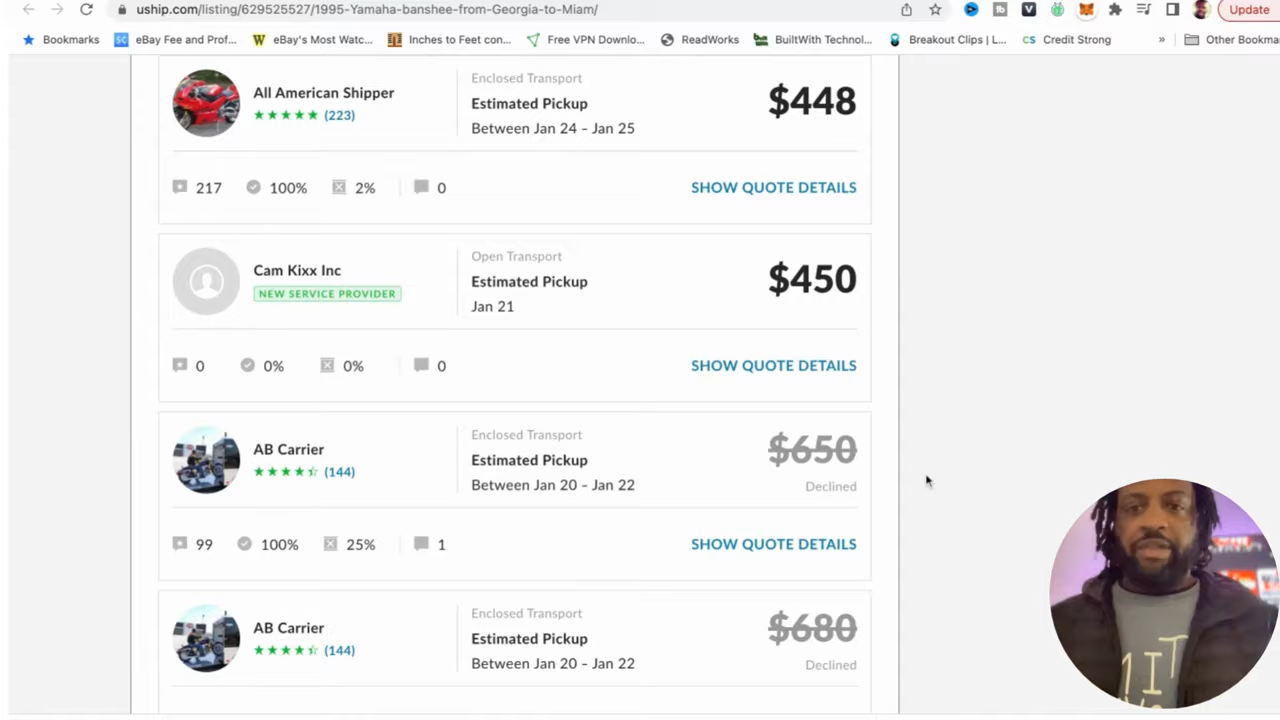 uship.com/listing/629525527/1995-Yamaha-banshee-from-Georgia-to-Miam/
Update
Bookmarks
eBay Fee and Prof...
eBay's Most Watc...
Inches to Feet con...
Free VPN Downlo...
ReadWorks
BuiltWith Technol...
Breakout Clips | L...
Credit Strong
»
Other Bookma
All American Shipper
(223)
Enclosed Transport
Estimated Pickup
Between Jan 24 - Jan 25
$448
217 100% 2% 0
SHOW QUOTE DETAILS
Cam Kixx Inc
NEW SERVICE PROVIDER
Open Transport
Estimated Pickup
Jan 21
$450
0 0% 0% 0
SHOW QUOTE DETAILS
AB Carrier
(144)
Enclosed Transport
Estimated Pickup
Between Jan 20 - Jan 22
$650
Declined
99 100% 25% 1
SHOW QUOTE DETAILS
AB Carrier
(144)
Enclosed Transport
Estimated Pickup
Between Jan 20 - Jan 22
$680
Declined